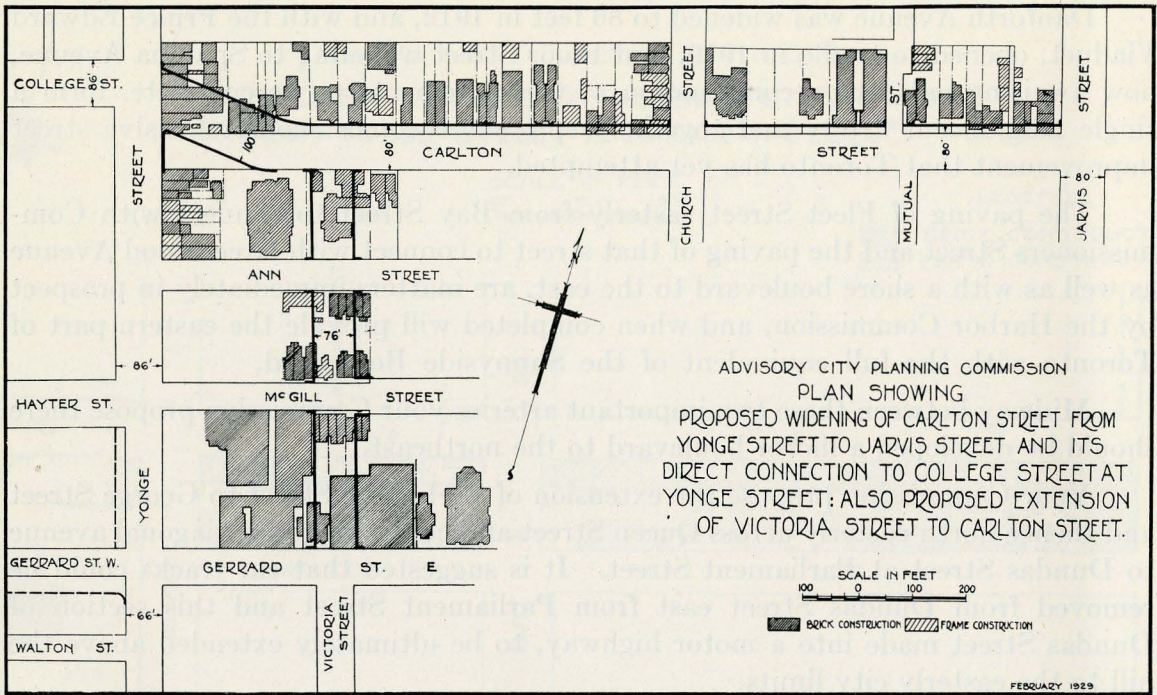 COLLEGE ST.
86'
STREET
100'
80'
CARLTON
STREET
STREET
ST.
80'
STREET
CHURCH
MUTUAL
JARVIS
80'
ANN STREET
76'
86'
HAYTER ST.
McGILL STREET
YONGE
GERRARD ST. W.
GERRARD ST. E.
66'
WALTON ST.
VICTORIA
STREET
ADVISORY CITY PLANNING COMMISSION
PLAN SHOWING
PROPOSED WIDENING OF CARLTON STREET FROM
YONGE STREET TO JARVIS STREET AND ITS
DIRECT CONNECTION TO COLLEGE STREET AT
YONGE STREET: ALSO PROPOSED EXTENSION
OF VICTORIA STREET TO CARLTON STREET
SCALE IN FEET
100 0 100 200
BRICK CONSTRUCTION FRAME CONSTRUCTION
FEBRUARY 1929